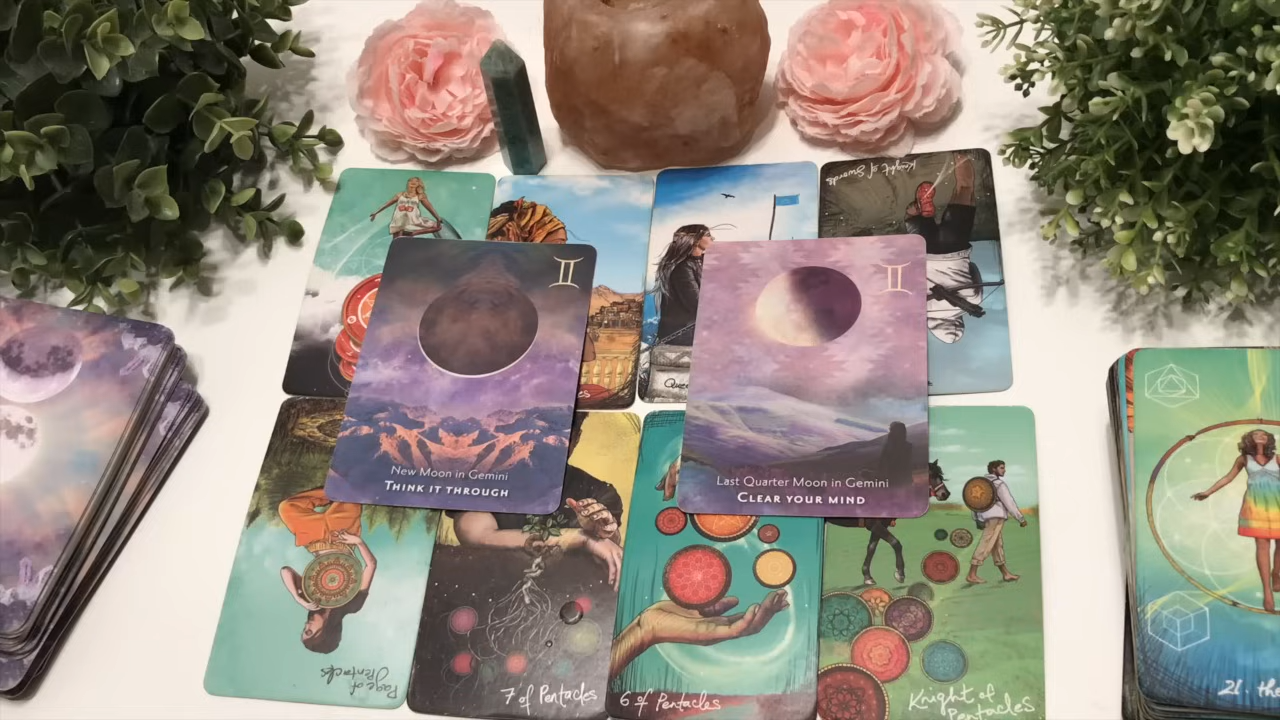 Knight of Swords
Quee
New Moon in Gemini
THINK IT THROUGH
Last Quarter Moon in Gemini
CLEAR YOUR MIND
Page of
Pentacles
7 of Pentacles
6 of Pentacles
Knight of
Pentacles
21. the